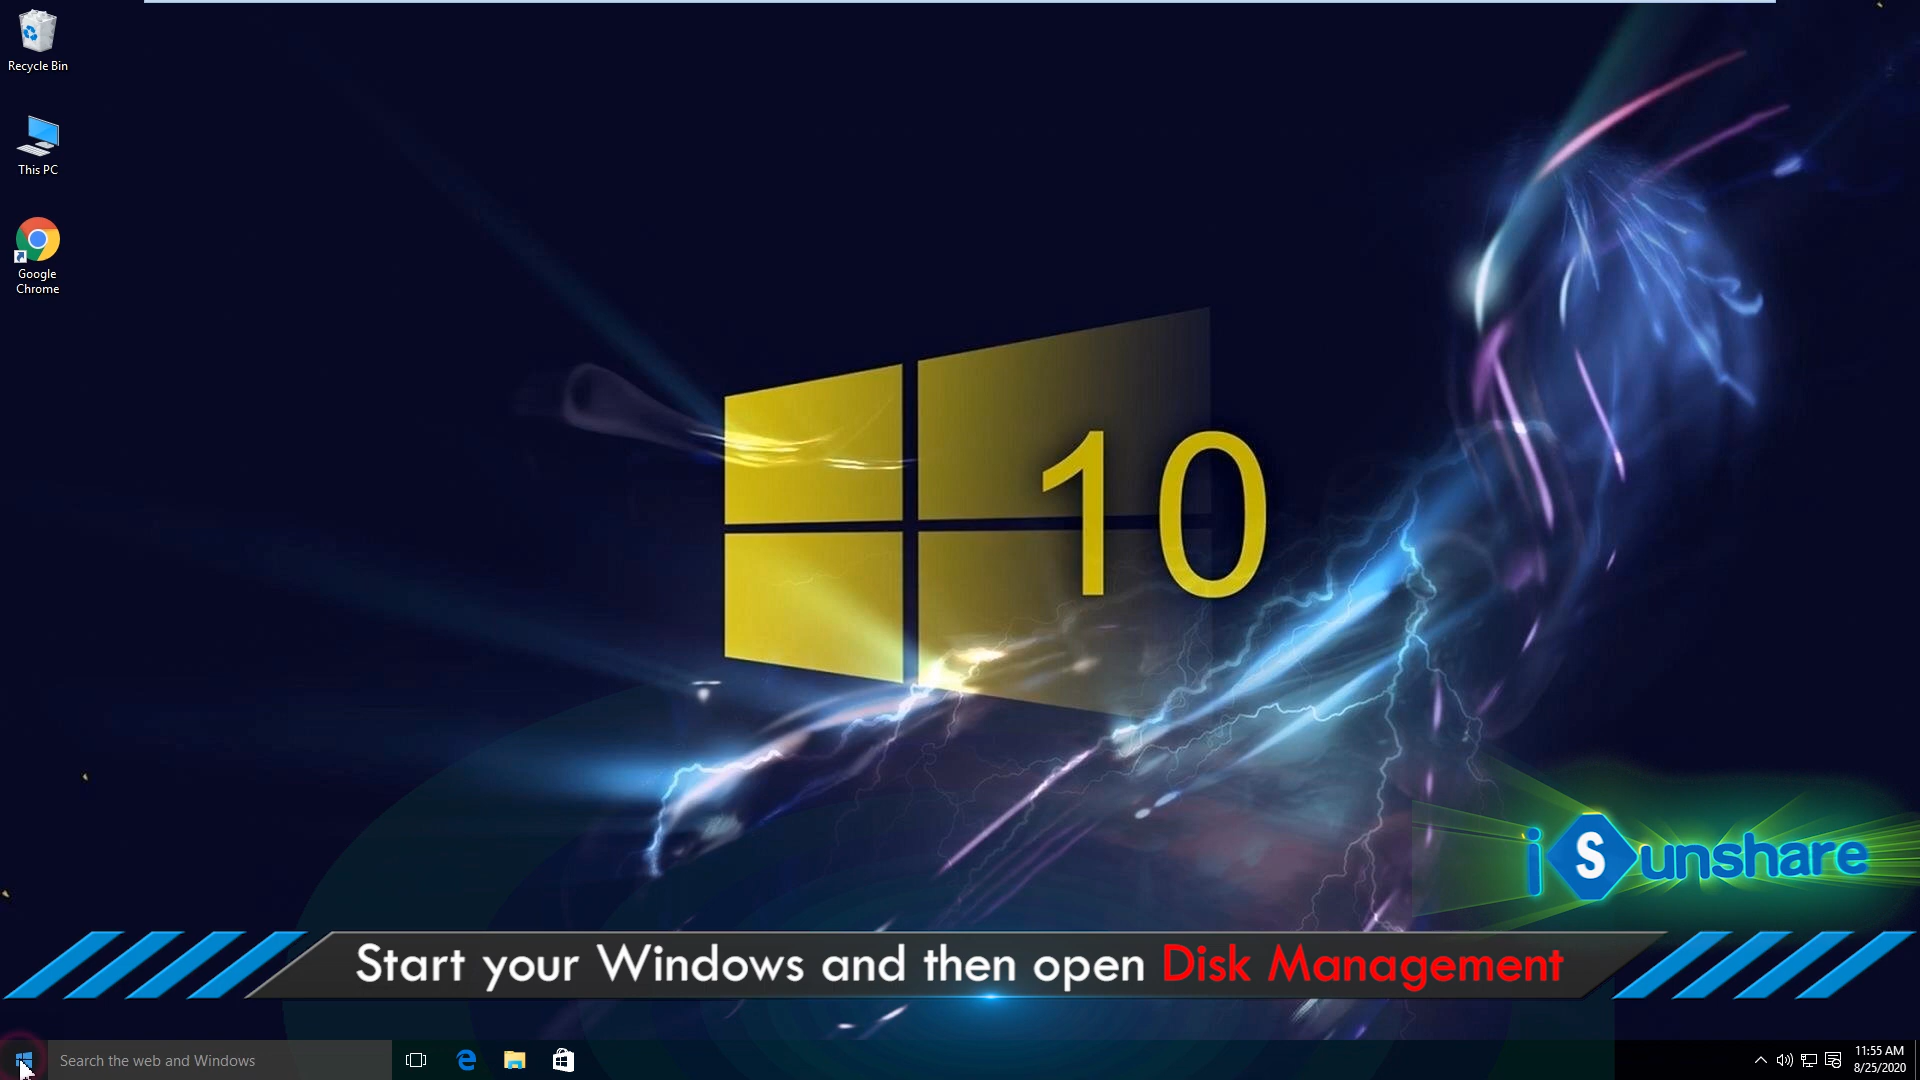 Recycle Bin
This PC
Google
Chrome
10
iSunshare
Start your Windows and then open Disk Management
Search the web and Windows
11:55 AM
8/25/2020